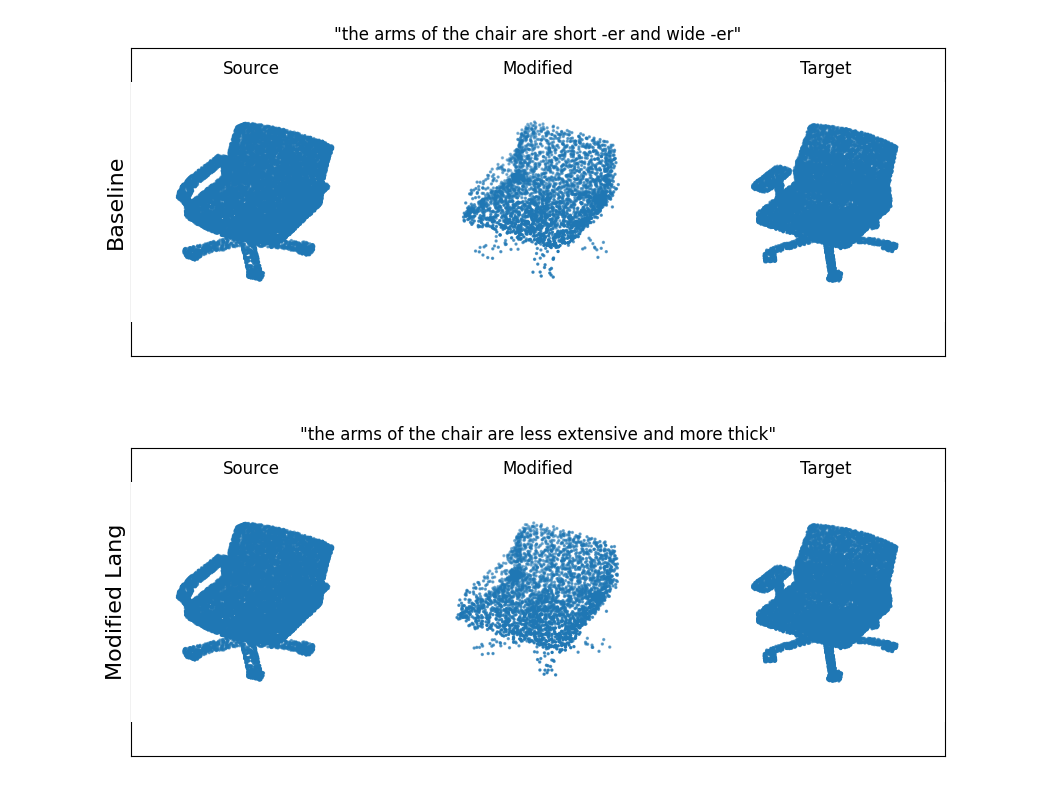 "the arms of the chair are short -er and wide -er"
Source Modified Target
Baseline
"the arms of the chair are less extensive and more thick"
Source Modified Target
Modified Lang